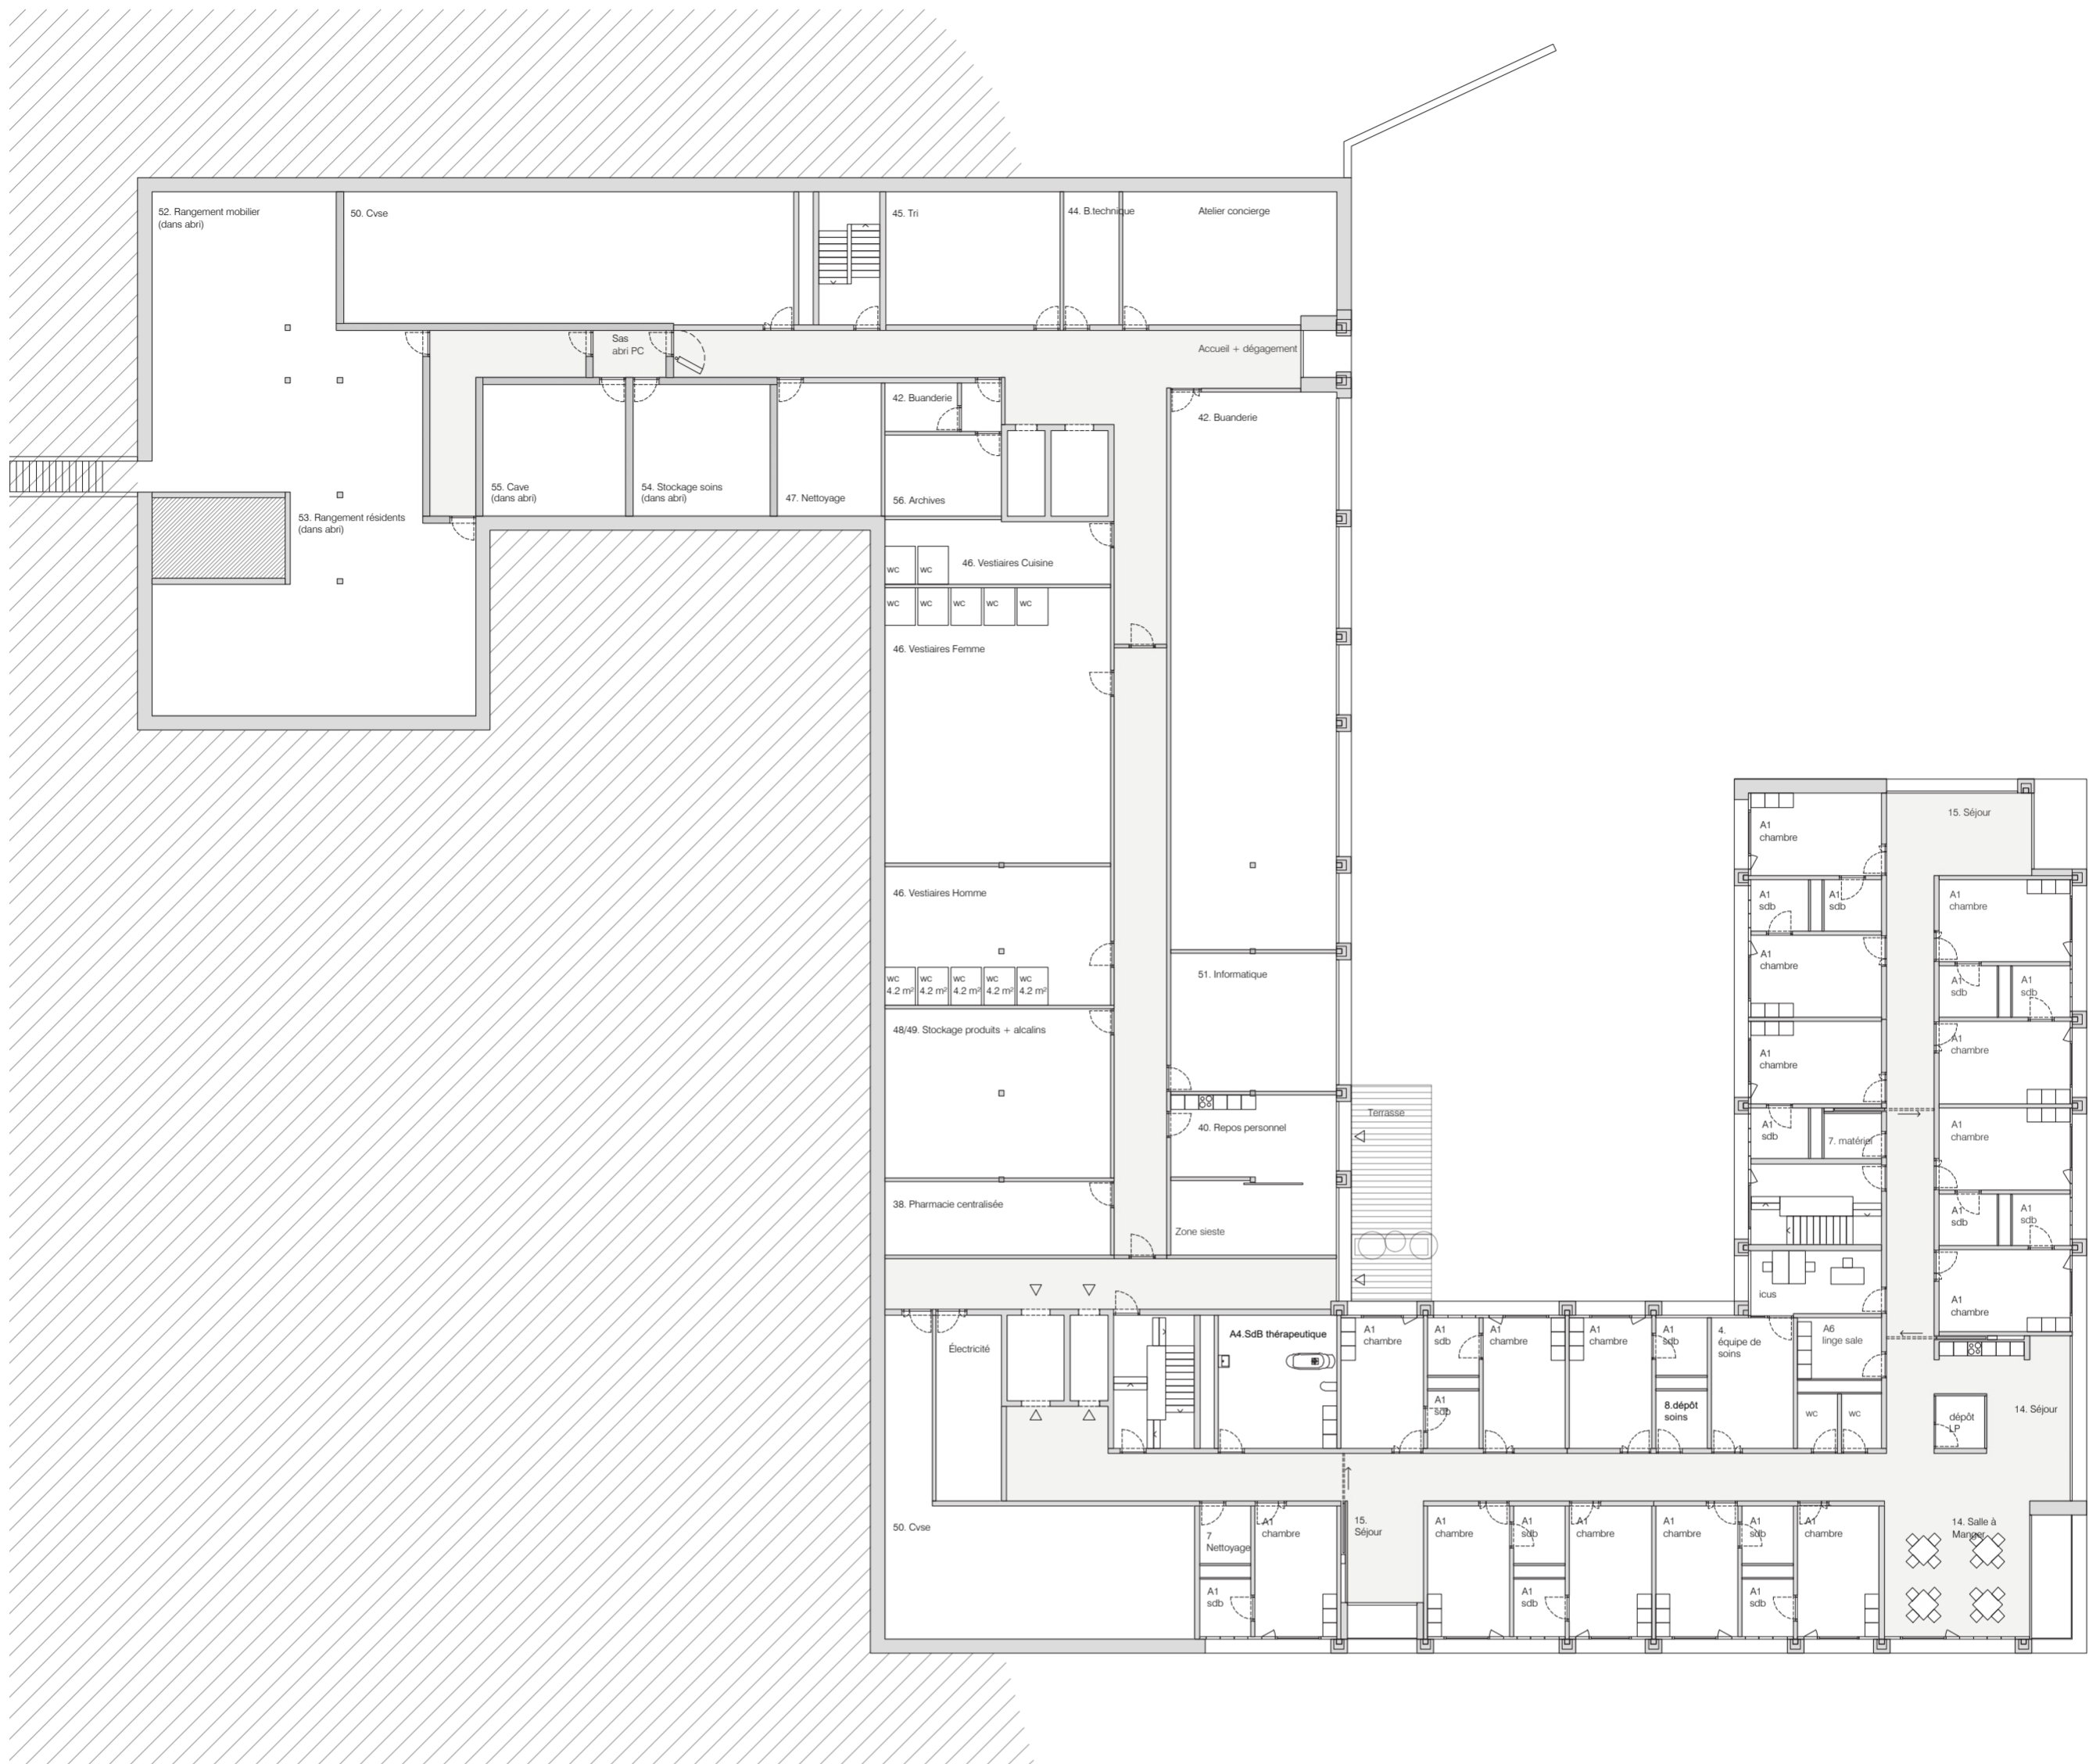 52. Rangement mobilier
(dans abri)
50. Cvse
45. Tri
44. B.technique
Atelier concierge
Sas
abri PC
Accueil + dégagement
42. Buanderie
42. Buanderie
55. Cave
(dans abri)
54. Stockage soins
(dans abri)
47. Nettoyage
56. Archives
53. Rangement résidents
(dans abri)
46. Vestiaires Cuisine
wc
wc
wc
wc
wc
wc
wc
46. Vestiaires Femme
46. Vestiaires Homme
wc
4.2 m²
wc
4.2 m²
wc
4.2 m²
wc
4.2 m²
wc
4.2 m²
51. Informatique
48/49. Stockage produits + alcalins
Terrasse
40. Repos personnel
38. Pharmacie centralisée
Zone sieste
15. Séjour
A1
chambre
A1
sdb
A1
sdb
A1
chambre
A1
chambre
A1
sdb
A1
sdb
A1
chambre
A1
chambre
A1
chambre
A1
sdb
7. matériel
A1
chambre
A1
sdb
A1
sdb
icus
A1
chambre
Électricité
A4.SdB thérapeutique
A1
chambre
A1
sdb
A1
chambre
A1
chambre
A1
sdb
4.
équipe de
soins
A6
linge sale
A1
sdb
8.dépôt
soins
wc
wc
dépôt
LP
14. Séjour
50. Cvse
7
Nettoyage
A1
chambre
15.
Séjour
A1
chambre
A1
sdb
A1
chambre
A1
chambre
A1
sdb
A1
chambre
14. Salle à
Manger
A1
sdb
A1
sdb
A1
sdb